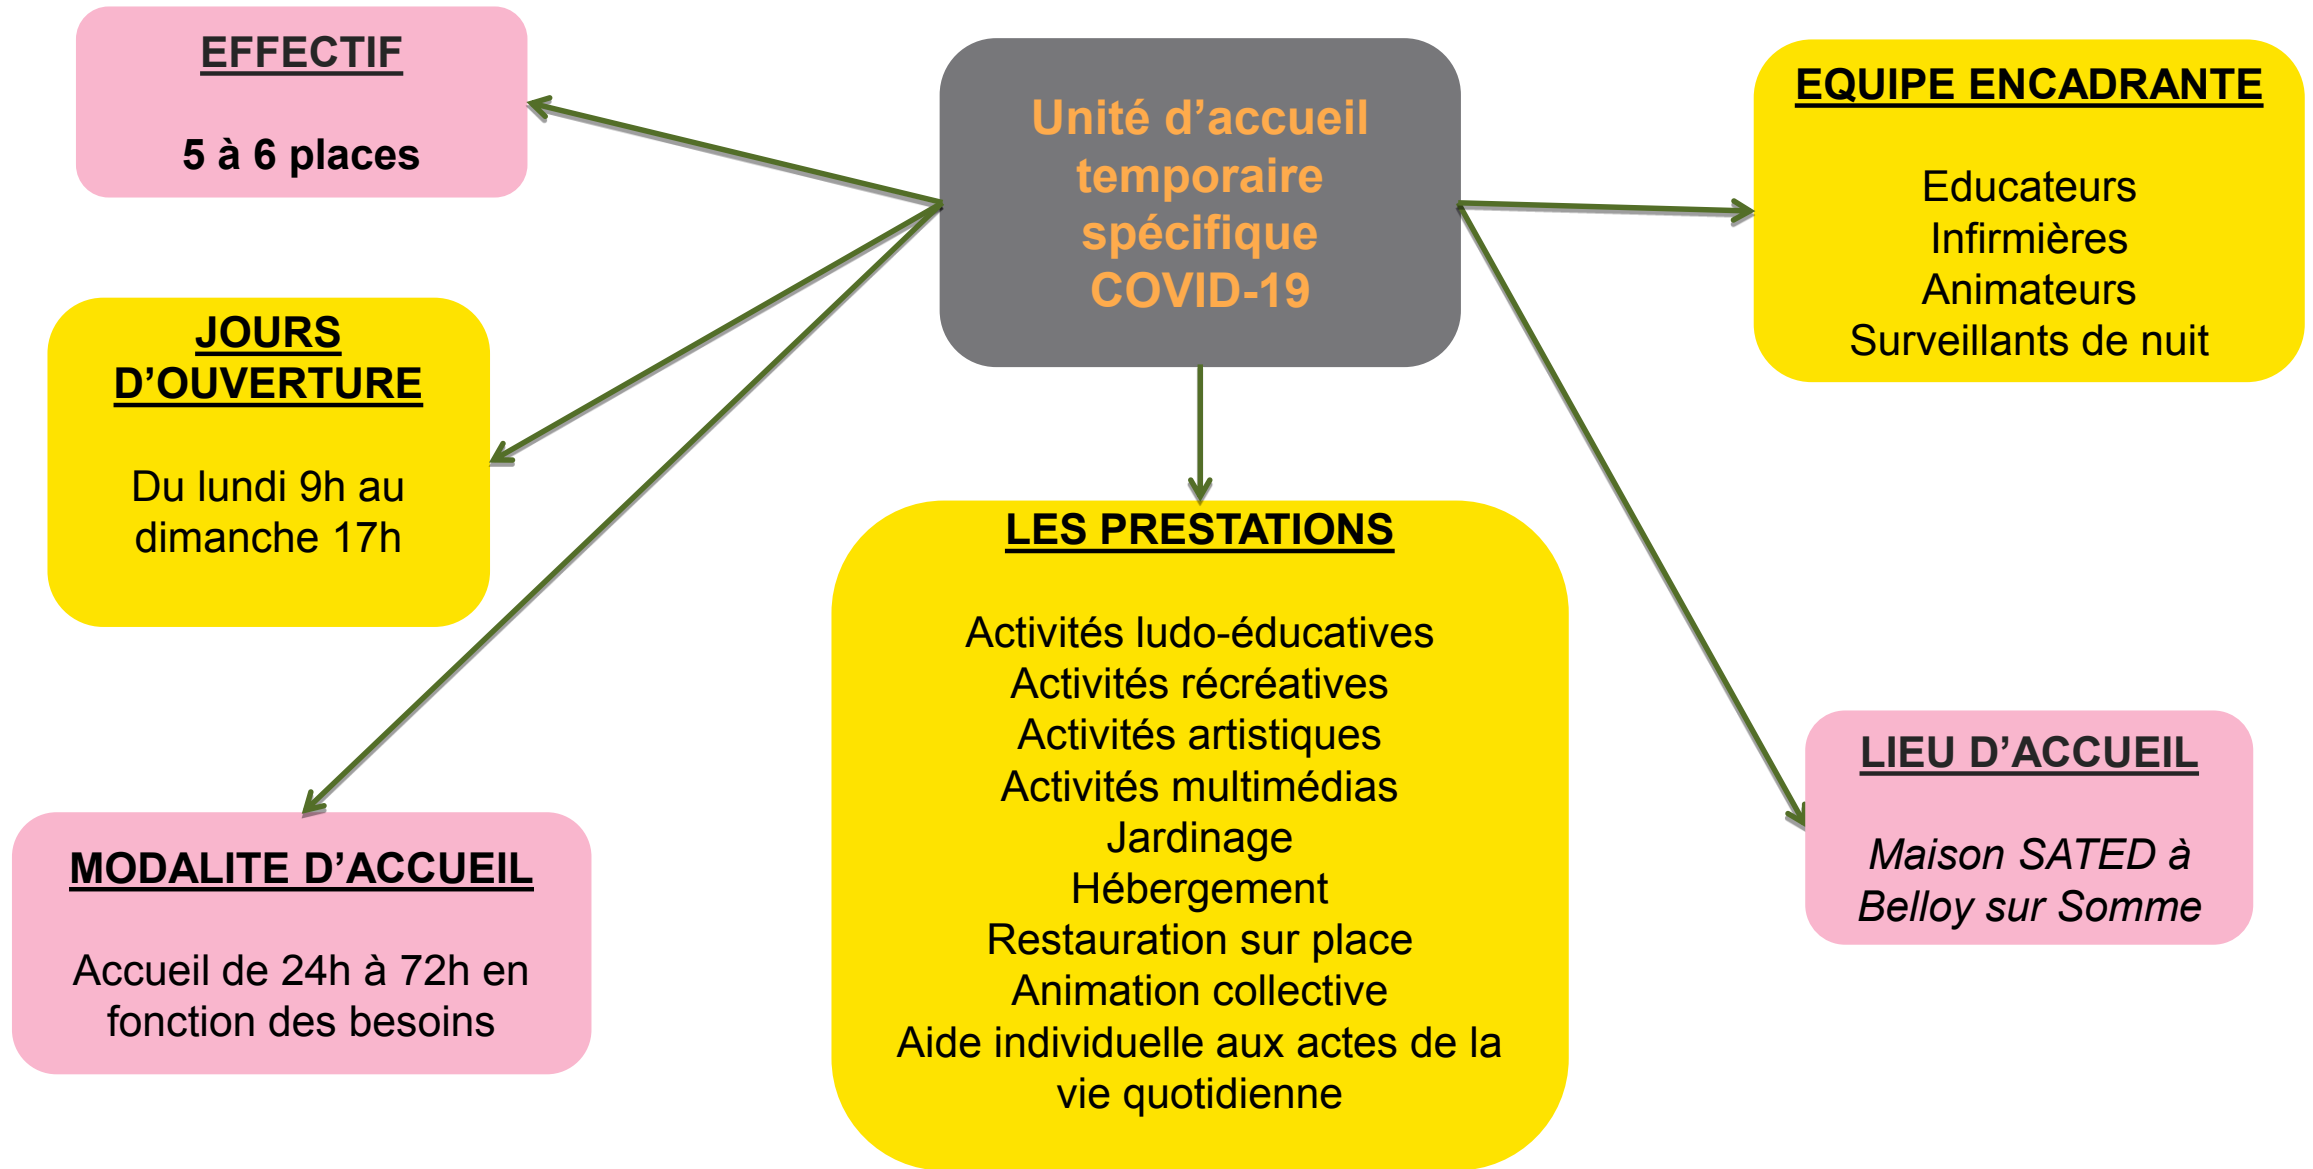 EFFECTIF
5 à 6 places
Unité d’accueil
temporaire
spécifique
COVID-19
EQUIPE ENCADRANTE
Educateurs
Infirmières
Animateurs
Surveillants de nuit
JOURS
D’OUVERTURE
Du lundi 9h au
dimanche 17h
LES PRESTATIONS
Activités ludo-éducatives
Activités récréatives
Activités artistiques
Activités multimédias
Jardinage
Hébergement
Restauration sur place
Animation collective
Aide individuelle aux actes de la
vie quotidienne
LIEU D’ACCUEIL
Maison SATED à
Belloy sur Somme
MODALITE D’ACCUEIL
Accueil de 24h à 72h en
fonction des besoins